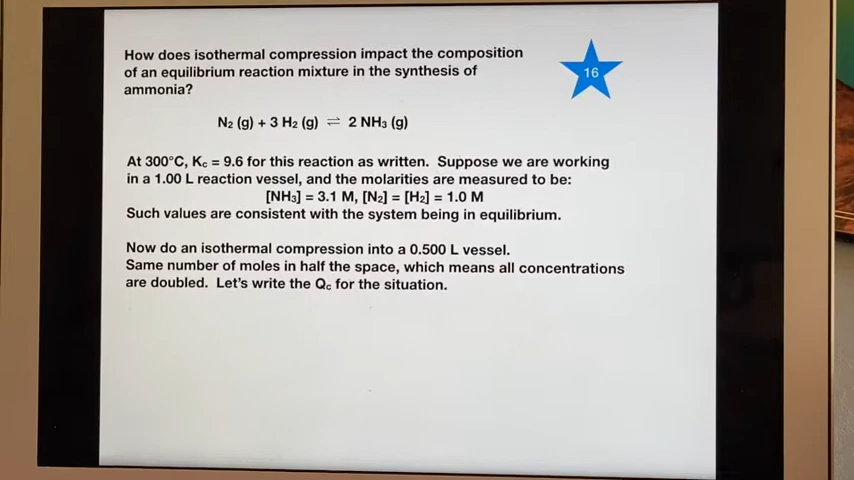 How does isothermal compression impact the composition
of an equilibrium reaction mixture in the synthesis of
ammonia?
16
N₂ (g) + 3 H₂ (g) ⇌ 2 NH₃ (g)
At 300°C, K꜀ = 9.6 for this reaction as written. Suppose we are working
in a 1.00 L reaction vessel, and the molarities are measured to be:
[NH₃] = 3.1 M, [N₂] = [H₂] = 1.0 M
Such values are consistent with the system being in equilibrium.
Now do an isothermal compression into a 0.500 L vessel.
Same number of moles in half the space, which means all concentrations
are doubled. Let's write the Q꜀ for the situation.